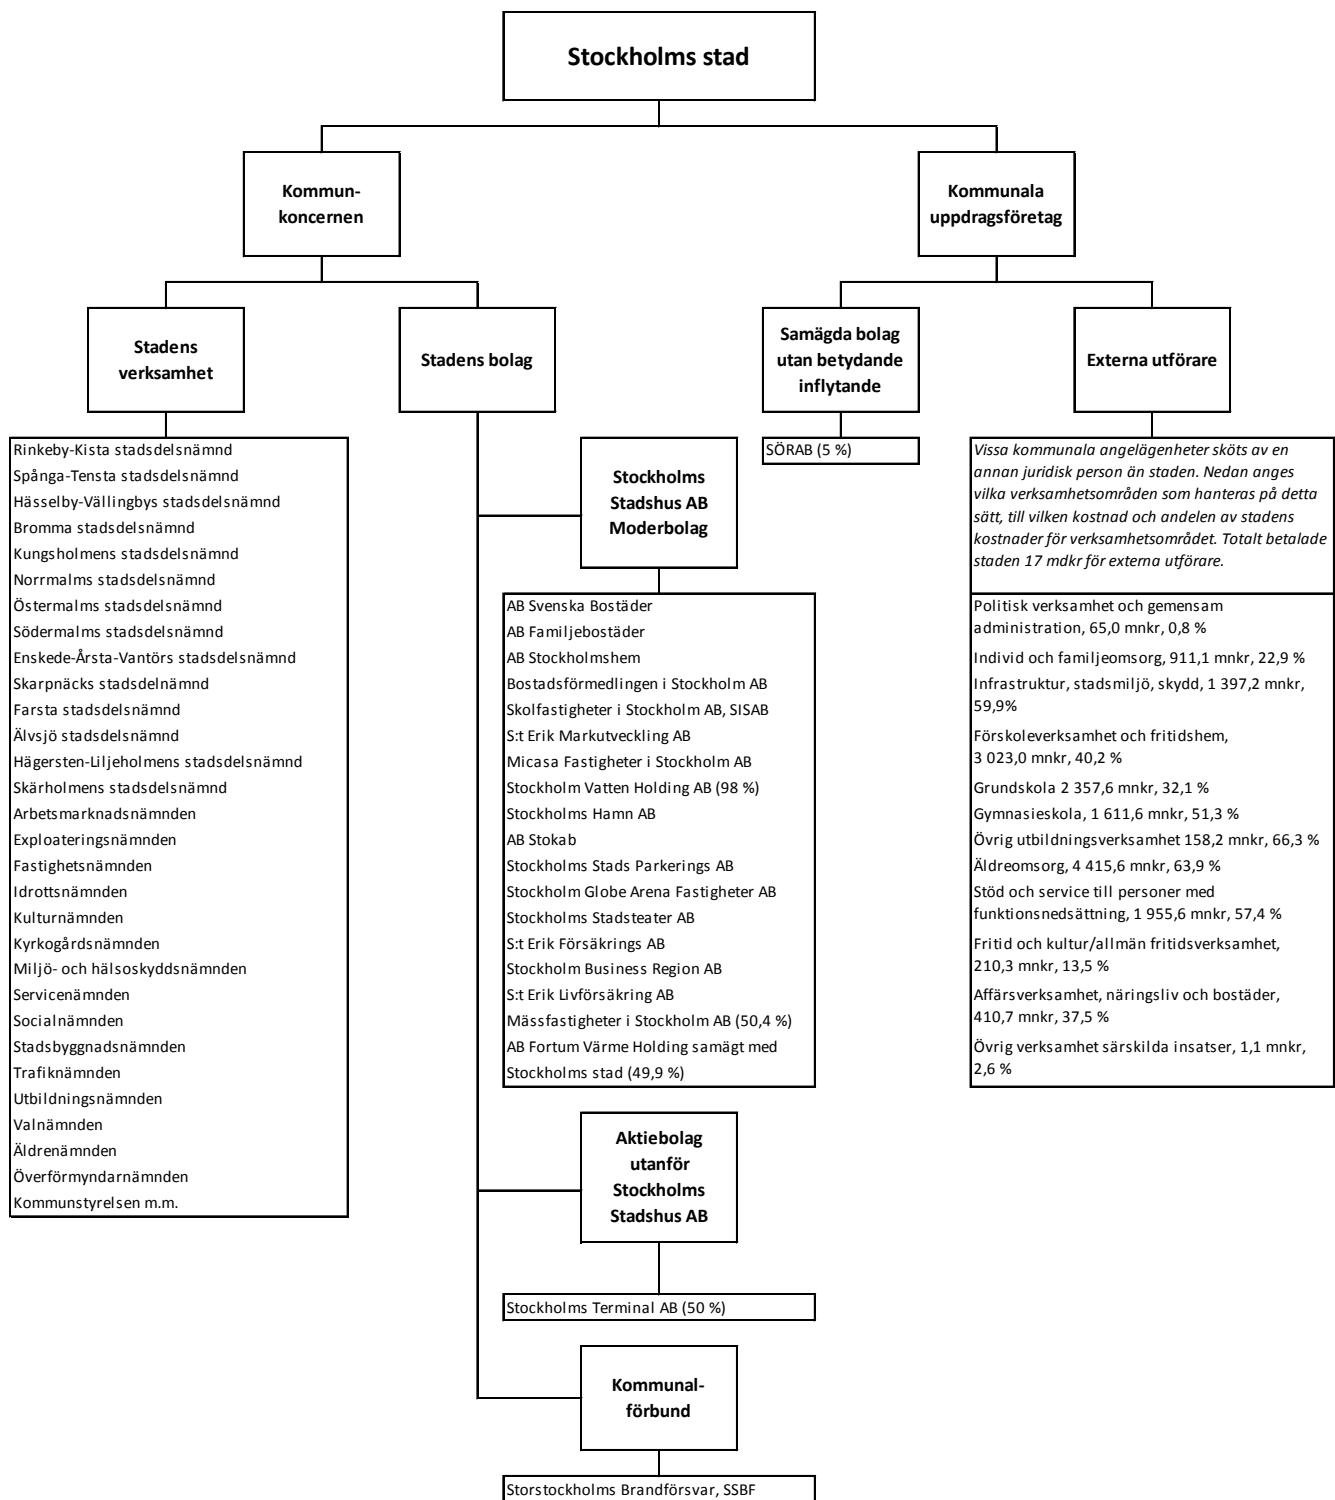 Stockholms stad
Kommun-
koncernen
Kommunala
uppdragsföretag
Stadens
verksamhet
Stadens bolag
Samägda bolag
utan betydande
inflytande
Externa utförare
Rinkeby-Kista stadsdelsnämnd
Spånga-Tensta stadsdelsnämnd
Hässelby-Vällingbys stadsdelsnämnd
Bromma stadsdelsnämnd
Kungsholmens stadsdelsnämnd
Norrmalms stadsdelsnämnd
Östermalms stadsdelsnämnd
Södermalms stadsdelsnämnd
Enskede-Årsta-Vantörs stadsdelsnämnd
Skarpnäcks stadsdelnämnd
Farsta stadsdelsnämnd
Älvsjö stadsdelsnämnd
Hägersten-Liljeholmens stadsdelsnämnd
Skärholmens stadsdelsnämnd
Arbetsmarknadsnämnden
Exploateringsnämnden
Fastighetsnämnden
Idrottsnämnden
Kulturnämnden
Kyrkogårdsnämnden
Miljö- och hälsoskyddsnämnden
Servicenämnden
Socialnämnden
Stadsbyggnadsnämnden
Trafiknämnden
Utbildningsnämnden
Valnämnden
Äldrenämnden
Överförmyndarnämnden
Kommunstyrelsen m.m.
Stockholms
Stadshus AB
Moderbolag
AB Svenska Bostäder
AB Familjebostäder
AB Stockholmshem
Bostadsförmedlingen i Stockholm AB
Skolfastigheter i Stockholm AB, SISAB
S:t Erik Markutveckling AB
Micasa Fastigheter i Stockholm AB
Stockholm Vatten Holding AB (98 %)
Stockholms Hamn AB
AB Stokab
Stockholms Stads Parkerings AB
Stockholm Globe Arena Fastigheter AB
Stockholms Stadsteater AB
S:t Erik Försäkrings AB
Stockholm Business Region AB
S:t Erik Livförsäkring AB
Mässfastigheter i Stockholm AB (50,4 %)
AB Fortum Värme Holding samägt med
Stockholms stad (49,9 %)
Aktiebolag
utanför
Stockholms
Stadshus AB
Stockholms Terminal AB (50 %)
Kommunal-
förbund
Storstockholms Brandförsvar, SSBF
SÖRAB (5 %)
Vissa kommunala angelägenheter sköts av en
annan juridisk person än staden. Nedan anges
vilka verksamhetsområden som hanteras på detta
sätt, till vilken kostnad och andelen av stadens
kostnader för verksamhetsområdet. Totalt betalade
staden 17 mdkr för externa utförare.
Politisk verksamhet och gemensam
administration, 65,0 mnkr, 0,8 %
Individ och familjeomsorg, 911,1 mnkr, 22,9 %
Infrastruktur, stadsmiljö, skydd, 1 397,2 mnkr,
59,9%
Förskoleverksamhet och fritidshem,
3 023,0 mnkr, 40,2 %
Grundskola 2 357,6 mnkr, 32,1 %
Gymnasieskola, 1 611,6 mnkr, 51,3 %
Övrig utbildningsverksamhet 158,2 mnkr, 66,3 %
Äldreomsorg, 4 415,6 mnkr, 63,9 %
Stöd och service till personer med
funktionsnedsättning, 1 955,6 mnkr, 57,4 %
Fritid och kultur/allmän fritidsverksamhet,
210,3 mnkr, 13,5 %
Affärsverksamhet, näringsliv och bostäder,
410,7 mnkr, 37,5 %
Övrig verksamhet särskilda insatser, 1,1 mnkr,
2,6 %